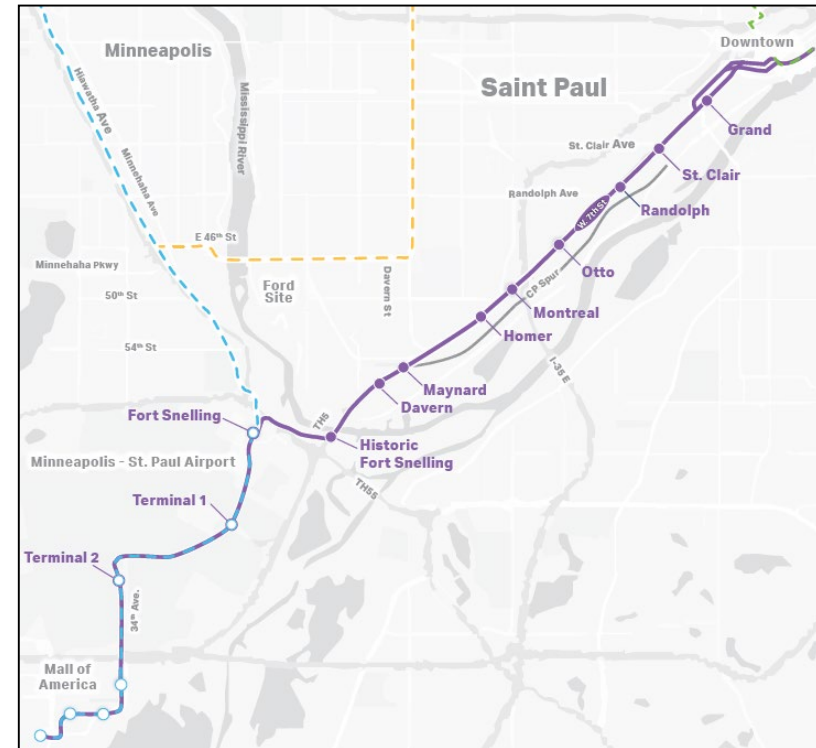 Minneapolis
Downtown
Saint Paul
Hiawatha Ave
Mississippi River
Grand
St. Clair Ave
St. Clair
Minnehaha Ave
Randolph Ave
Randolph
W. 7th St
E 46th St
Otto
Minnehaha Pkwy
Davern St
CP Spur
Ford
Site
50th St
Montreal
Homer
54th St
I-35 E
Maynard
Davern
Fort Snelling
TH5
Historic
Fort Snelling
Minneapolis - St. Paul Airport
TH55
Terminal 1
Terminal 2
34th Ave.
Mall of
America